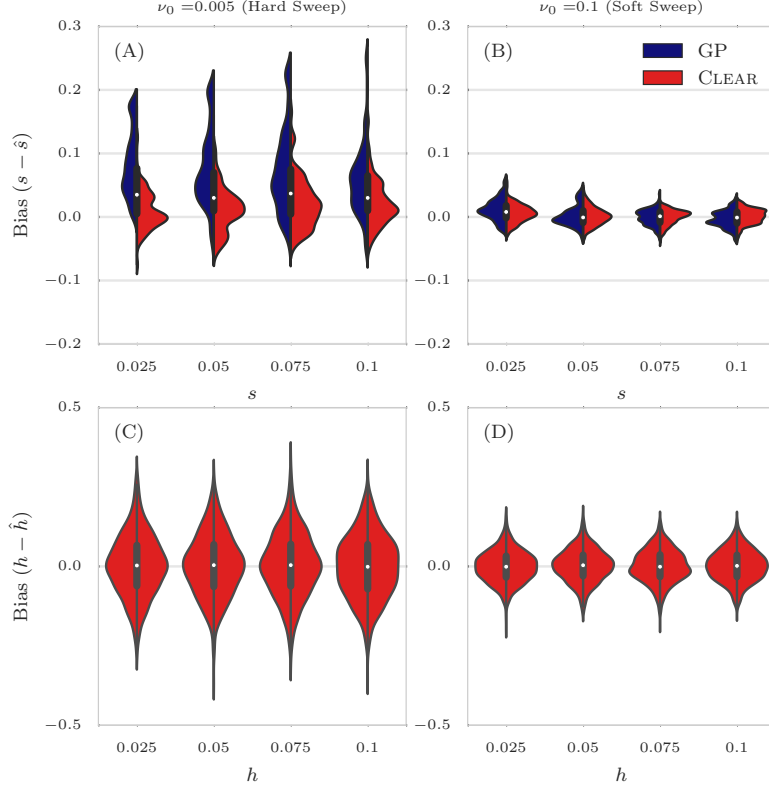 ν₀ =0.005 (Hard Sweep)
ν₀ =0.1 (Soft Sweep)
(A)
(B)
GP
CLEAR
Bias (s − ŝ)
0.3
0.2
0.1
0.0
−0.1
−0.2
0.3
0.2
0.1
0.0
−0.1
−0.2
0.025 0.05 0.075 0.1
0.025 0.05 0.075 0.1
s
s
(C)
(D)
Bias (h − ĥ)
0.5
0.0
−0.5
0.5
0.0
−0.5
0.025 0.05 0.075 0.1
0.025 0.05 0.075 0.1
h
h